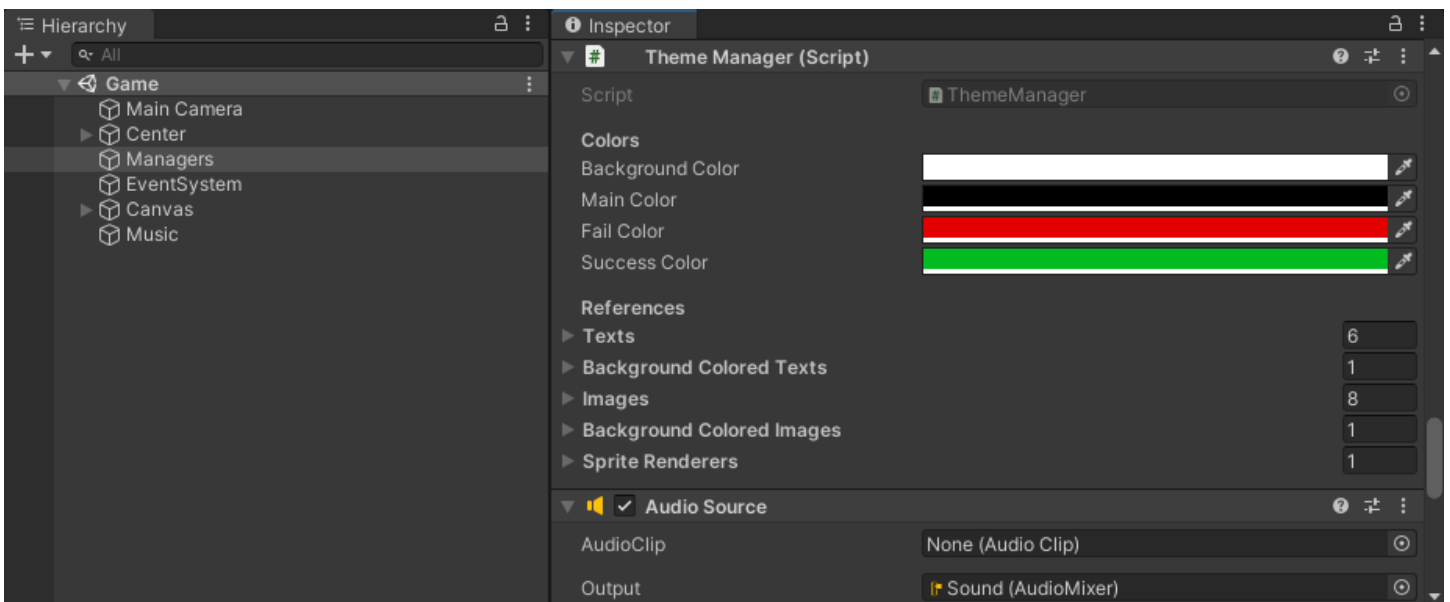 Hierarchy
All
Game
Main Camera
Center
Managers
EventSystem
Canvas
Music
Inspector
# Theme Manager (Script)
Script # ThemeManager
Colors
Background Color
Main Color
Fail Color
Success Color
References
Texts 6
Background Colored Texts 1
Images 8
Background Colored Images 1
Sprite Renderers 1
Audio Source
AudioClip None (Audio Clip)
Output Sound (AudioMixer)